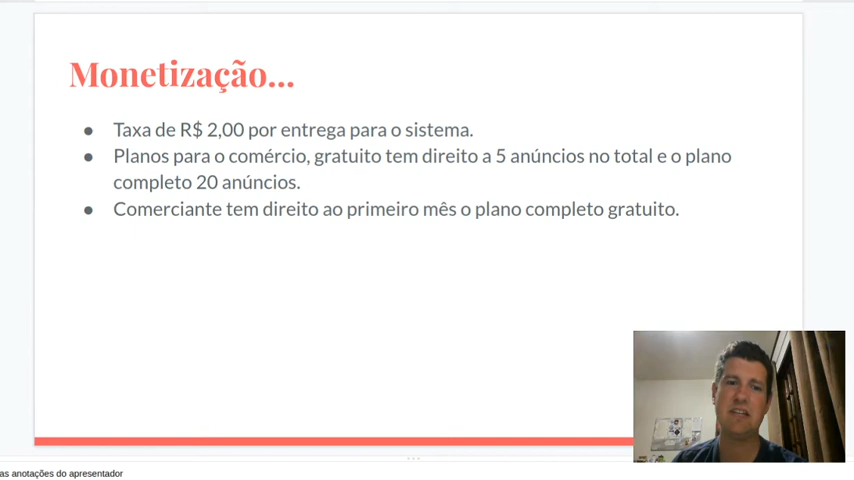 Monetização...
● Taxa de R$ 2,00 por entrega para o sistema.
● Planos para o comércio, gratuito tem direito a 5 anúncios no total e o plano
completo 20 anúncios.
● Comerciante tem direito ao primeiro mês o plano completo gratuito.
as anotações do apresentador